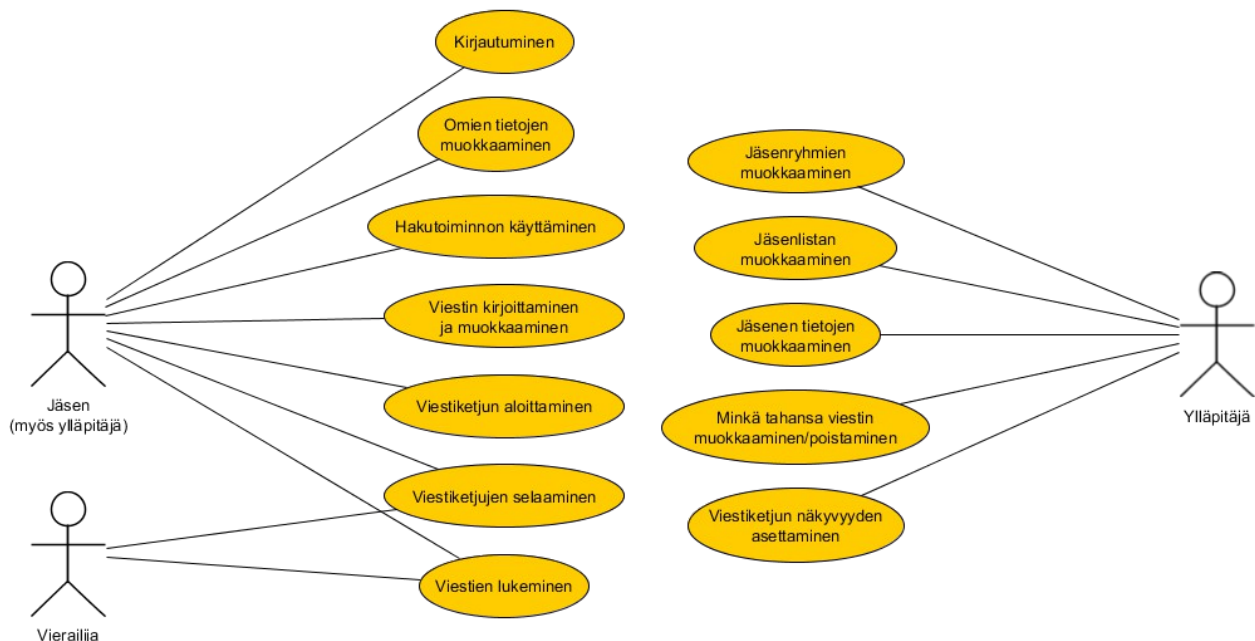 Kirjautuminen
Omien tietojen
muokkaaminen
Hakutoiminnon käyttäminen
Viestin kirjoittaminen
ja muokkaaminen
Viestiketjun aloittaminen
Viestiketjujen selaaminen
Viestien lukeminen
Jäsen
(myös ylläpitäjä)
Vierailija
Jäsenryhmien
muokkaaminen
Jäsenlistan
muokkaaminen
Jäsenen tietojen
muokkaaminen
Minkä tahansa viestin
muokkaaminen/poistaminen
Viestiketjun näkyvyyden
asettaminen
Ylläpitäjä